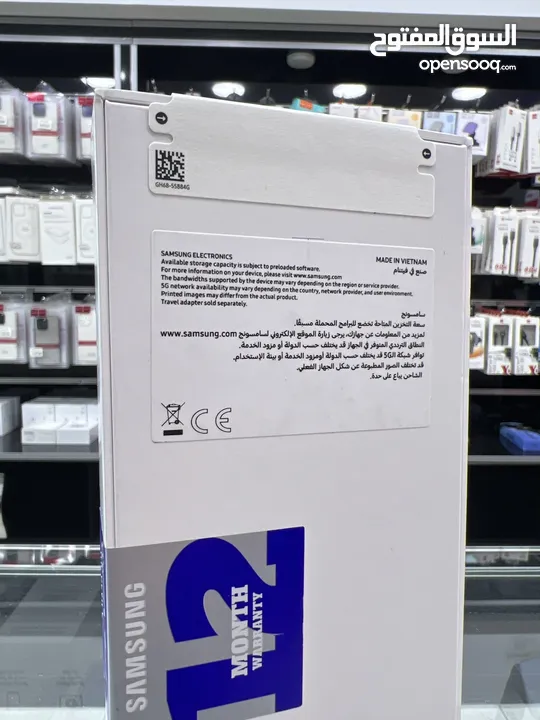 السوق المفتوح
opensooq.com
GH68-55884G
SAMSUNG ELECTRONICS
MADE IN VIETNAM
صنع في فيتنام
Available storage capacity is subject to preloaded software.
For more information on your device, please visit www.samsung.com
The bandwidths supported by the device may vary depending on the region or service provider.
5G network availability may vary depending on the country, network provider, and user environment.
Printed images may differ from the actual product.
Travel adapter sold separately.
سامسونج
سعة التخزين المتاحة تخضع للبرامج المحملة مسبقًا.
لمزيد من المعلومات عن جهازك، يرجى زيارة الموقع الإلكتروني لسامسونج www.samsung.com
النطاق الترددي المتوفر في الجهاز قد يختلف حسب الدولة أو مزود الخدمة.
توافر شبكة 5G قد يختلف حسب الدولة أومزود الخدمة أو بيئة الإستخدام.
قد تختلف الصور المطبوعة عن شكل الجهاز الفعلي.
الشاحن يباع على حدة.
CE
SAMSUNG
12
MONTH
WARRANTY